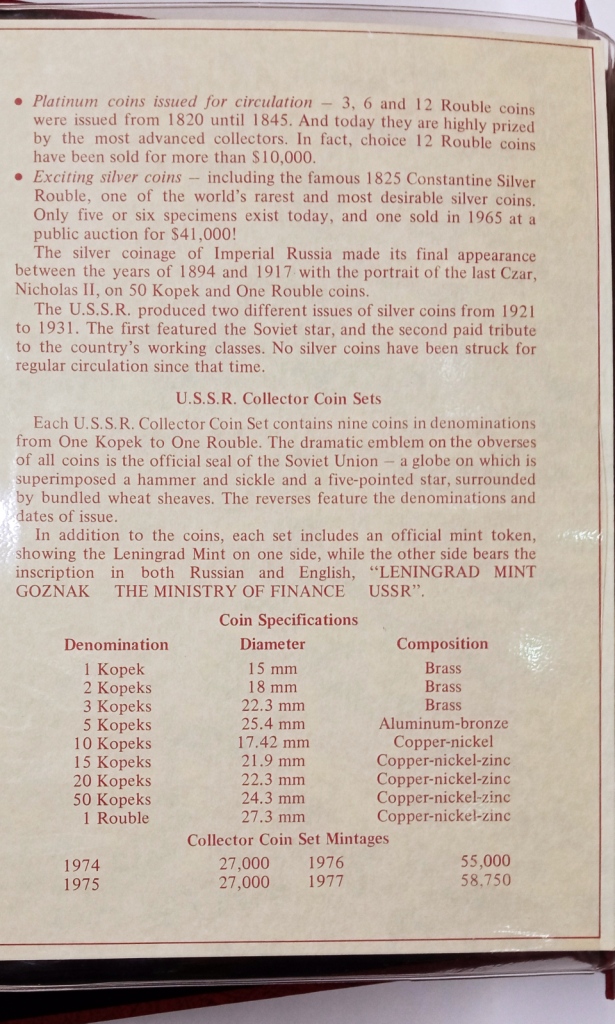 • Platinum coins issued for circulation — 3, 6 and 12 Rouble coins
were issued from 1820 until 1845. And today they are highly prized
by the most advanced collectors. In fact, choice 12 Rouble coins
have been sold for more than $10,000.
• Exciting silver coins — including the famous 1825 Constantine Silver
Rouble, one of the world's rarest and most desirable silver coins.
Only five or six specimens exist today, and one sold in 1965 at a
public auction for $41,000!
The silver coinage of Imperial Russia made its final appearance
between the years of 1894 and 1917 with the portrait of the last Czar,
Nicholas II, on 50 Kopek and One Rouble coins.
The U.S.S.R. produced two different issues of silver coins from 1921
to 1931. The first featured the Soviet star, and the second paid tribute
to the country's working classes. No silver coins have been struck for
regular circulation since that time.
U.S.S.R. Collector Coin Sets
Each U.S.S.R. Collector Coin Set contains nine coins in denominations
from One Kopek to One Rouble. The dramatic emblem on the obverses
of all coins is the official seal of the Soviet Union — a globe on which is
superimposed a hammer and sickle and a five-pointed star, surrounded
by bundled wheat sheaves. The reverses feature the denominations and
dates of issue.
In addition to the coins, each set includes an official mint token,
showing the Leningrad Mint on one side, while the other side bears the
inscription in both Russian and English, "LENINGRAD MINT
GOZNAK THE MINISTRY OF FINANCE USSR".
Coin Specifications
Denomination Diameter Composition
1 Kopek 15 mm Brass
2 Kopeks 18 mm Brass
3 Kopeks 22.3 mm Brass
5 Kopeks 25.4 mm Aluminum-bronze
10 Kopeks 17.42 mm Copper-nickel
15 Kopeks 21.9 mm Copper-nickel-zinc
20 Kopeks 22.3 mm Copper-nickel-zinc
50 Kopeks 24.3 mm Copper-nickel-zinc
1 Rouble 27.3 mm Copper-nickel-zinc
Collector Coin Set Mintages
1974 27,000 1976 55,000
1975 27,000 1977 58,750